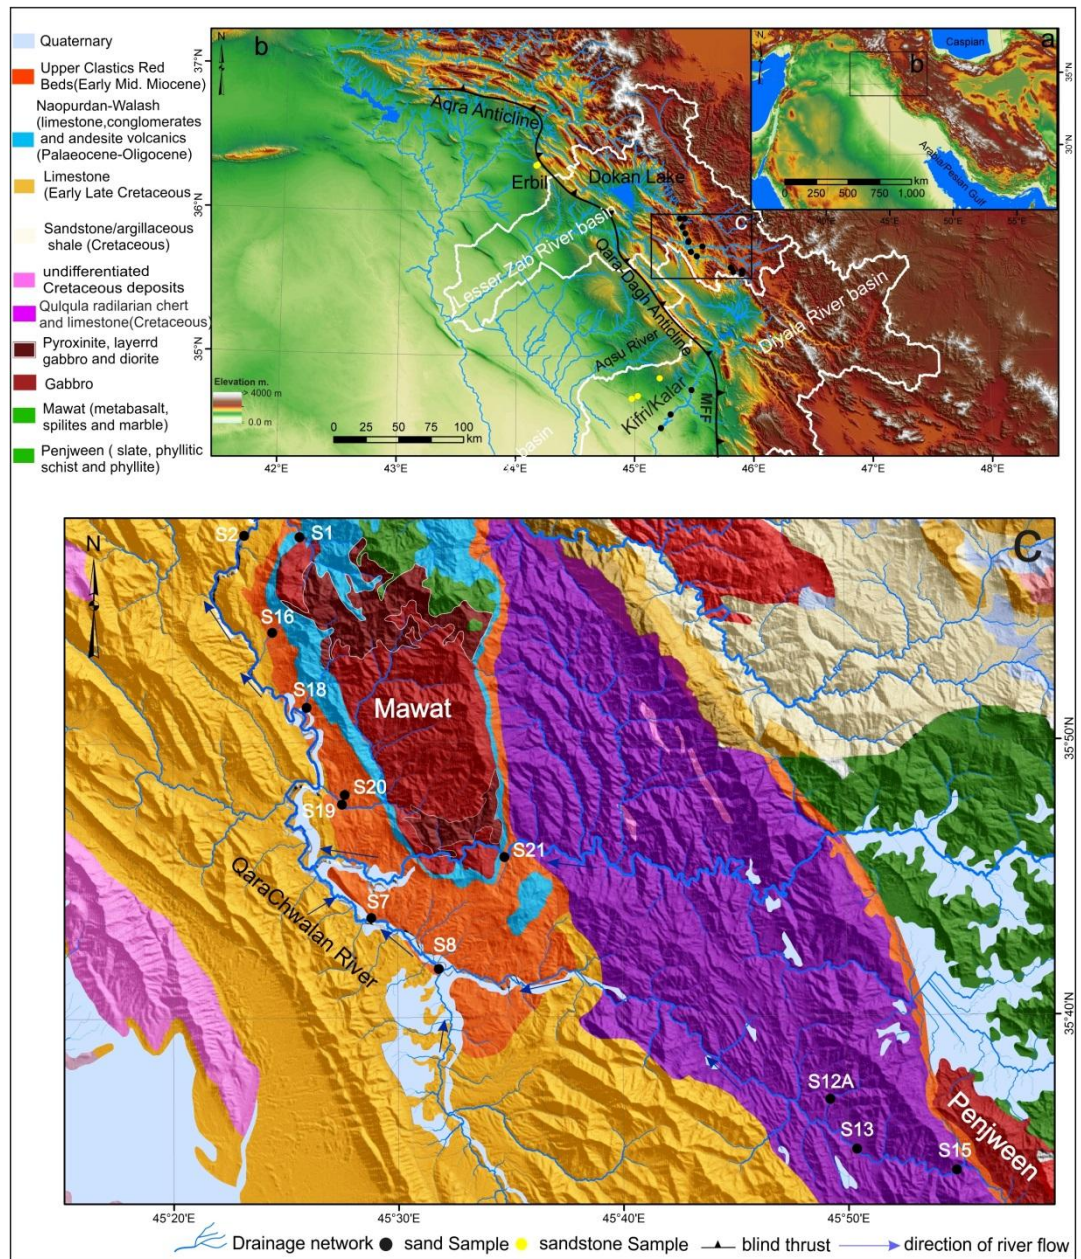 Quaternary
Upper Clastics Red
Beds(Early Mid. Miocene)
Naopurdan-Walash
(limestone,conglomerates
and andesite volcanics
(Palaeocene-Oligocene)
Limestone
(Early Late Cretaceous
Sandstone/argillaceous
shale (Cretaceous)
undifferentiated
Cretaceous deposits
Qulqula radilarian chert
and limestone(Cretaceous)
Pyroxinite, layerrd
gabbro and diorite
Gabbro
Mawat (metabasalt,
spilites and marble)
Penjween ( slate, phyllitic
schist and phyllite)
b
N
37°N
36°N
35°N
Aqra Anticline
Erbil
Dokan Lake
c
Lesser Zab River basin
Qara-Dagh Anticline
Diyala River basin
Aqsu River
Kifri/Kalar
MFF
basin
Elevation m.
> 4000 m
0.0 m
0 25 50 75 100
km
42°E 43°E 44°E 45°E 46°E 47°E 48°E
N
a
Caspian
b
35°N
30°N
Arabia/Pesian Gulf
0 250 500 750 1,000
km
45°E 50°E 55°E
C
N
S2
S1
S16
S18
Mawat
S20
S19
S21
S7
S8
QaraChwalan River
S12A
S13
S15
Penjween
35°50'N
35°40'N
45°20'E 45°30'E 45°40'E 45°50'E
Drainage network sand Sample sandstone Sample blind thrust direction of river flow